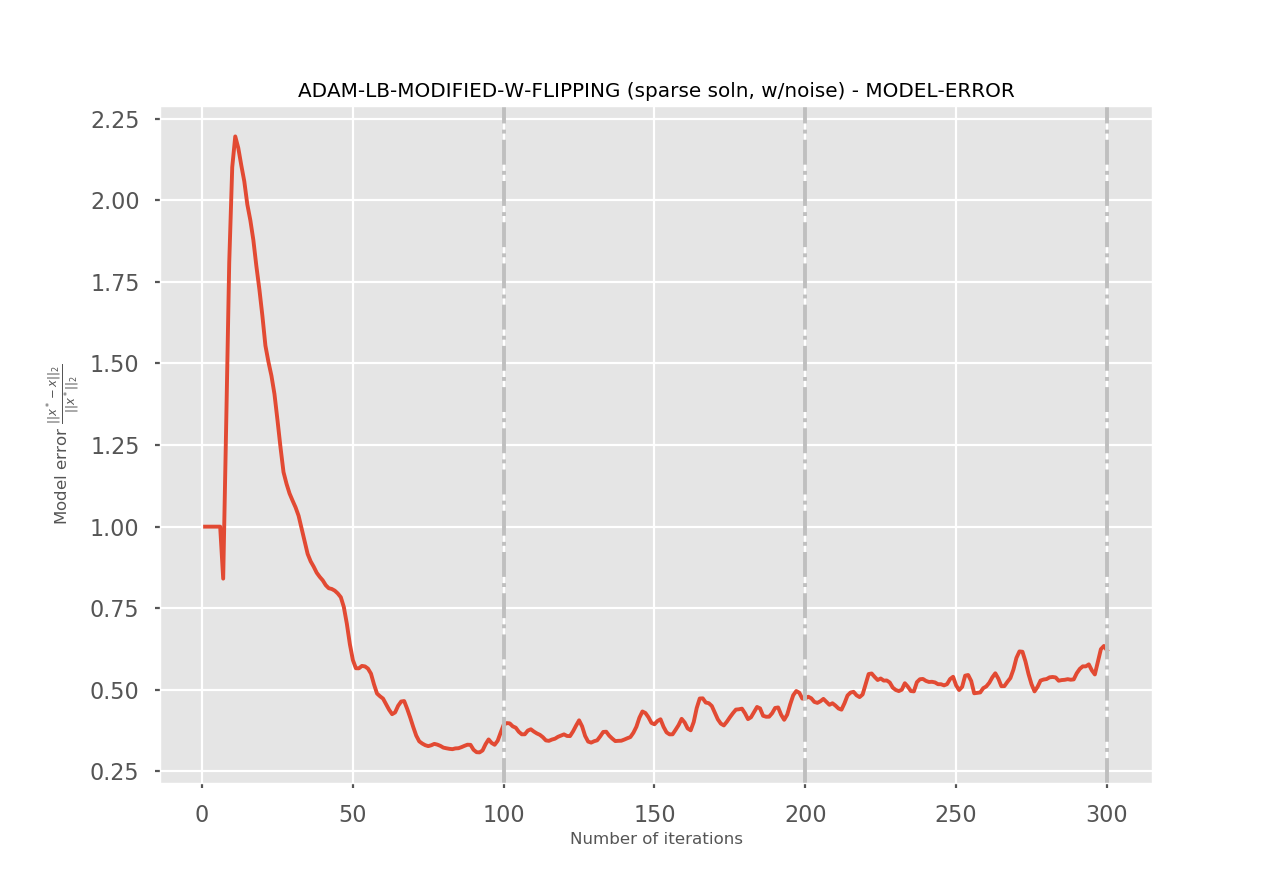 ADAM-LB-MODIFIED-W-FLIPPING (sparse soln, w/noise) - MODEL-ERROR
2.25
2.00
1.75
1.50
1.25
1.00
0.75
0.50
0.25
Model error ||x* − x||₂ / ||x*||₂
0 50 100 150 200 250 300
Number of iterations